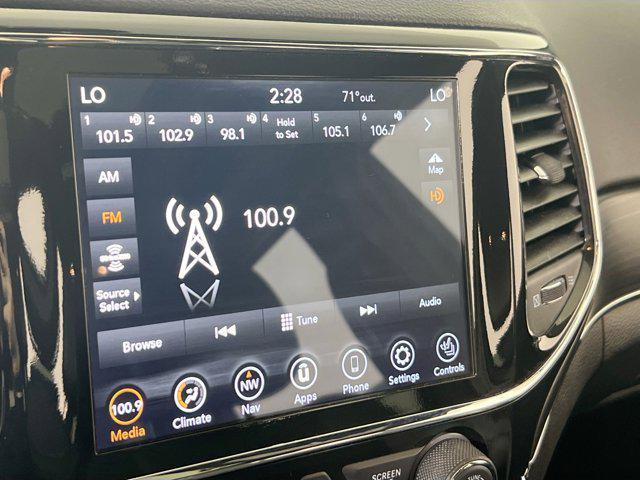 LO 2:28 71°out. LO
1 2 3 4 Hold to Set 5 6
101.5 102.9 98.1 105.1 106.7
AM
Map
FM
100.9
SiriusXM
Source Select
Browse Tune Audio
100.9 NW
Media Climate Nav Apps Phone Settings Controls
SCREEN TUNE